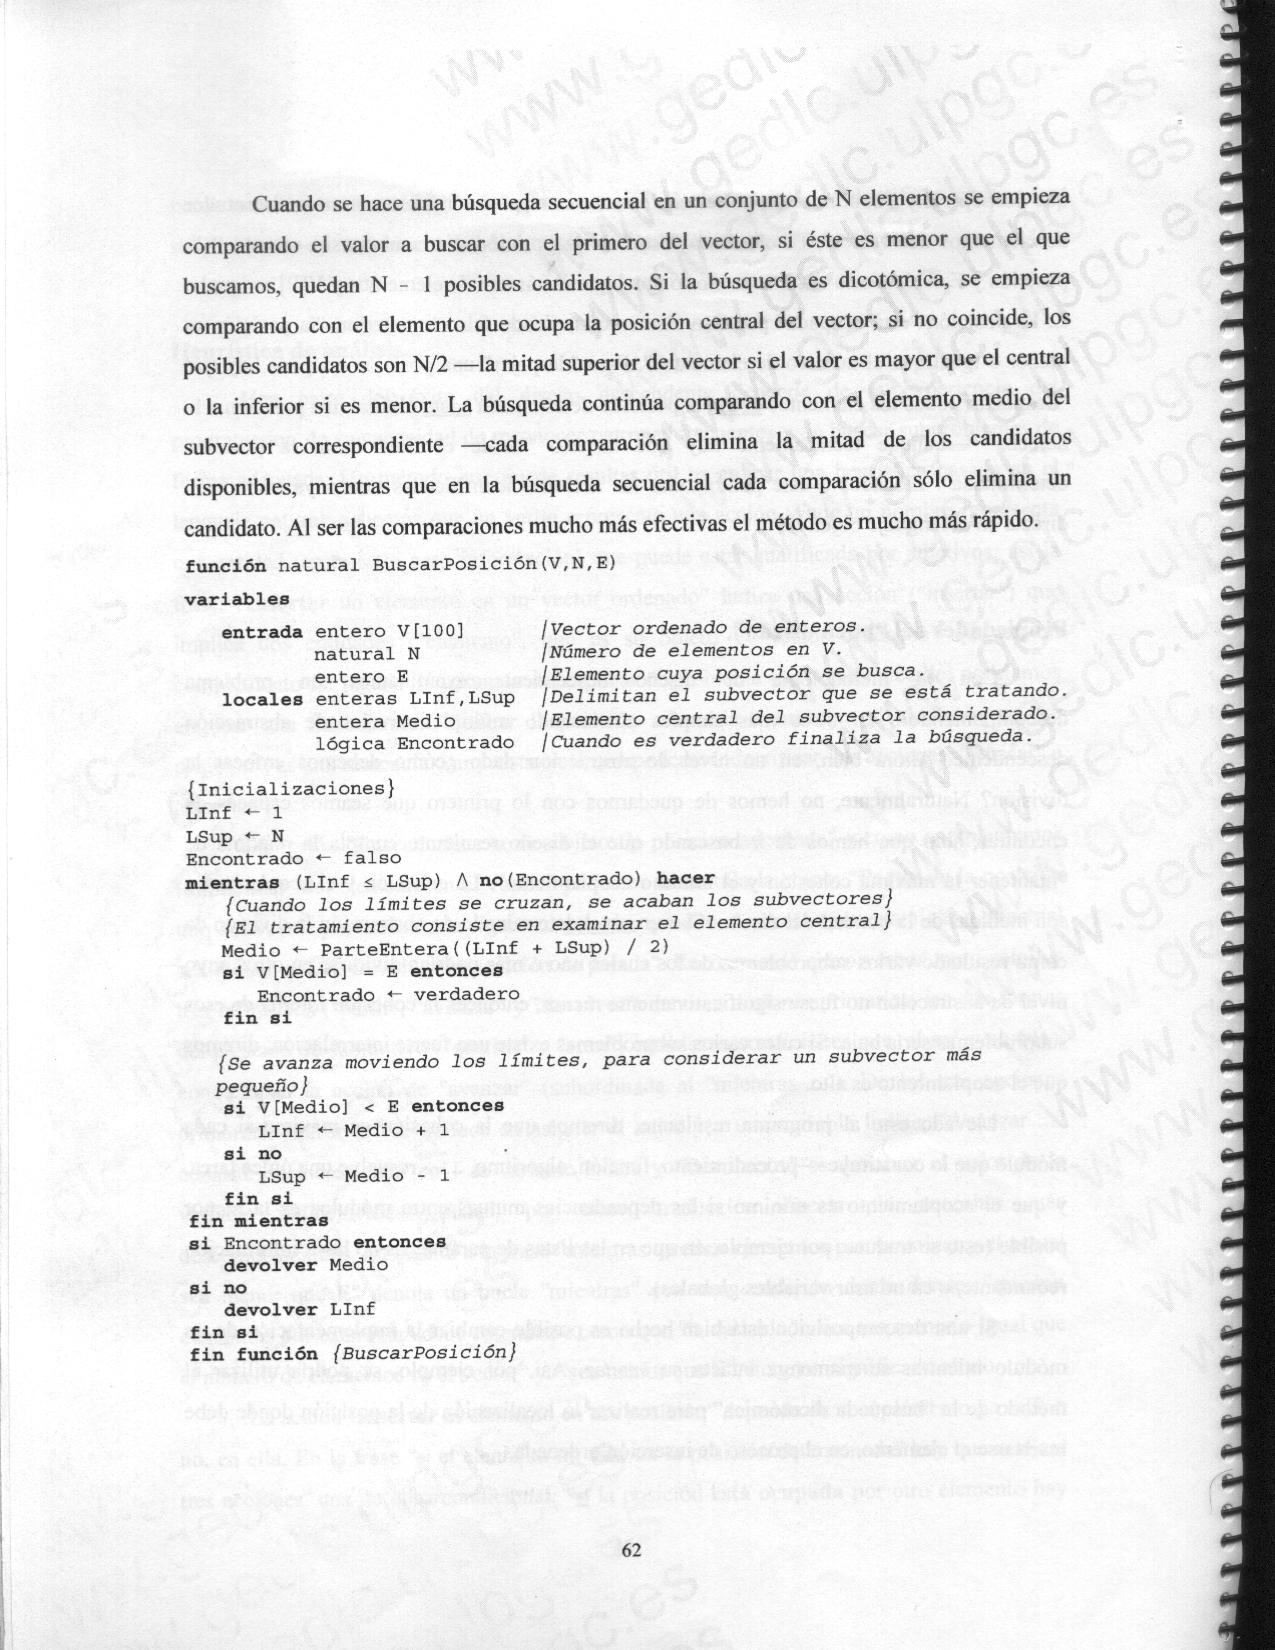 Cuando se hace una búsqueda secuencial en un conjunto de N elementos se empieza
comparando el valor a buscar con el primero del vector, si éste es menor que el que
buscamos, quedan N - 1 posibles candidatos. Si la búsqueda es dicotómica, se empieza
comparando con el elemento que ocupa la posición central del vector; si no coincide, los
posibles candidatos son N/2 —la mitad superior del vector si el valor es mayor que el central
o la inferior si es menor. La búsqueda continúa comparando con el elemento medio del
subvector correspondiente —cada comparación elimina la mitad de los candidatos
disponibles, mientras que en la búsqueda secuencial cada comparación sólo elimina un
candidato. Al ser las comparaciones mucho más efectivas el método es mucho más rápido.
función natural BuscarPosición(V,N,E)
variables
entrada entero V[100] /Vector ordenado de enteros.
natural N /Número de elementos en V.
entero E /Elemento cuya posición se busca.
locales enteras LInf,LSup /Delimitan el subvector que se está tratando.
entera Medio /Elemento central del subvector considerado.
lógica Encontrado /Cuando es verdadero finaliza la búsqueda.
{Inicializaciones}
LInf ← 1
LSup ← N
Encontrado ← falso
mientras (LInf ≤ LSup) Λ no(Encontrado) hacer
{Cuando los límites se cruzan, se acaban los subvectores}
{El tratamiento consiste en examinar el elemento central}
Medio ← ParteEntera((LInf + LSup) / 2)
si V[Medio] = E entonces
Encontrado ← verdadero
fin si
{Se avanza moviendo los límites, para considerar un subvector más
pequeño}
si V[Medio] < E entonces
LInf ← Medio + 1
si no
LSup ← Medio - 1
fin si
fin mientras
si Encontrado entonces
devolver Medio
si no
devolver LInf
fin si
fin función {BuscarPosición}
62